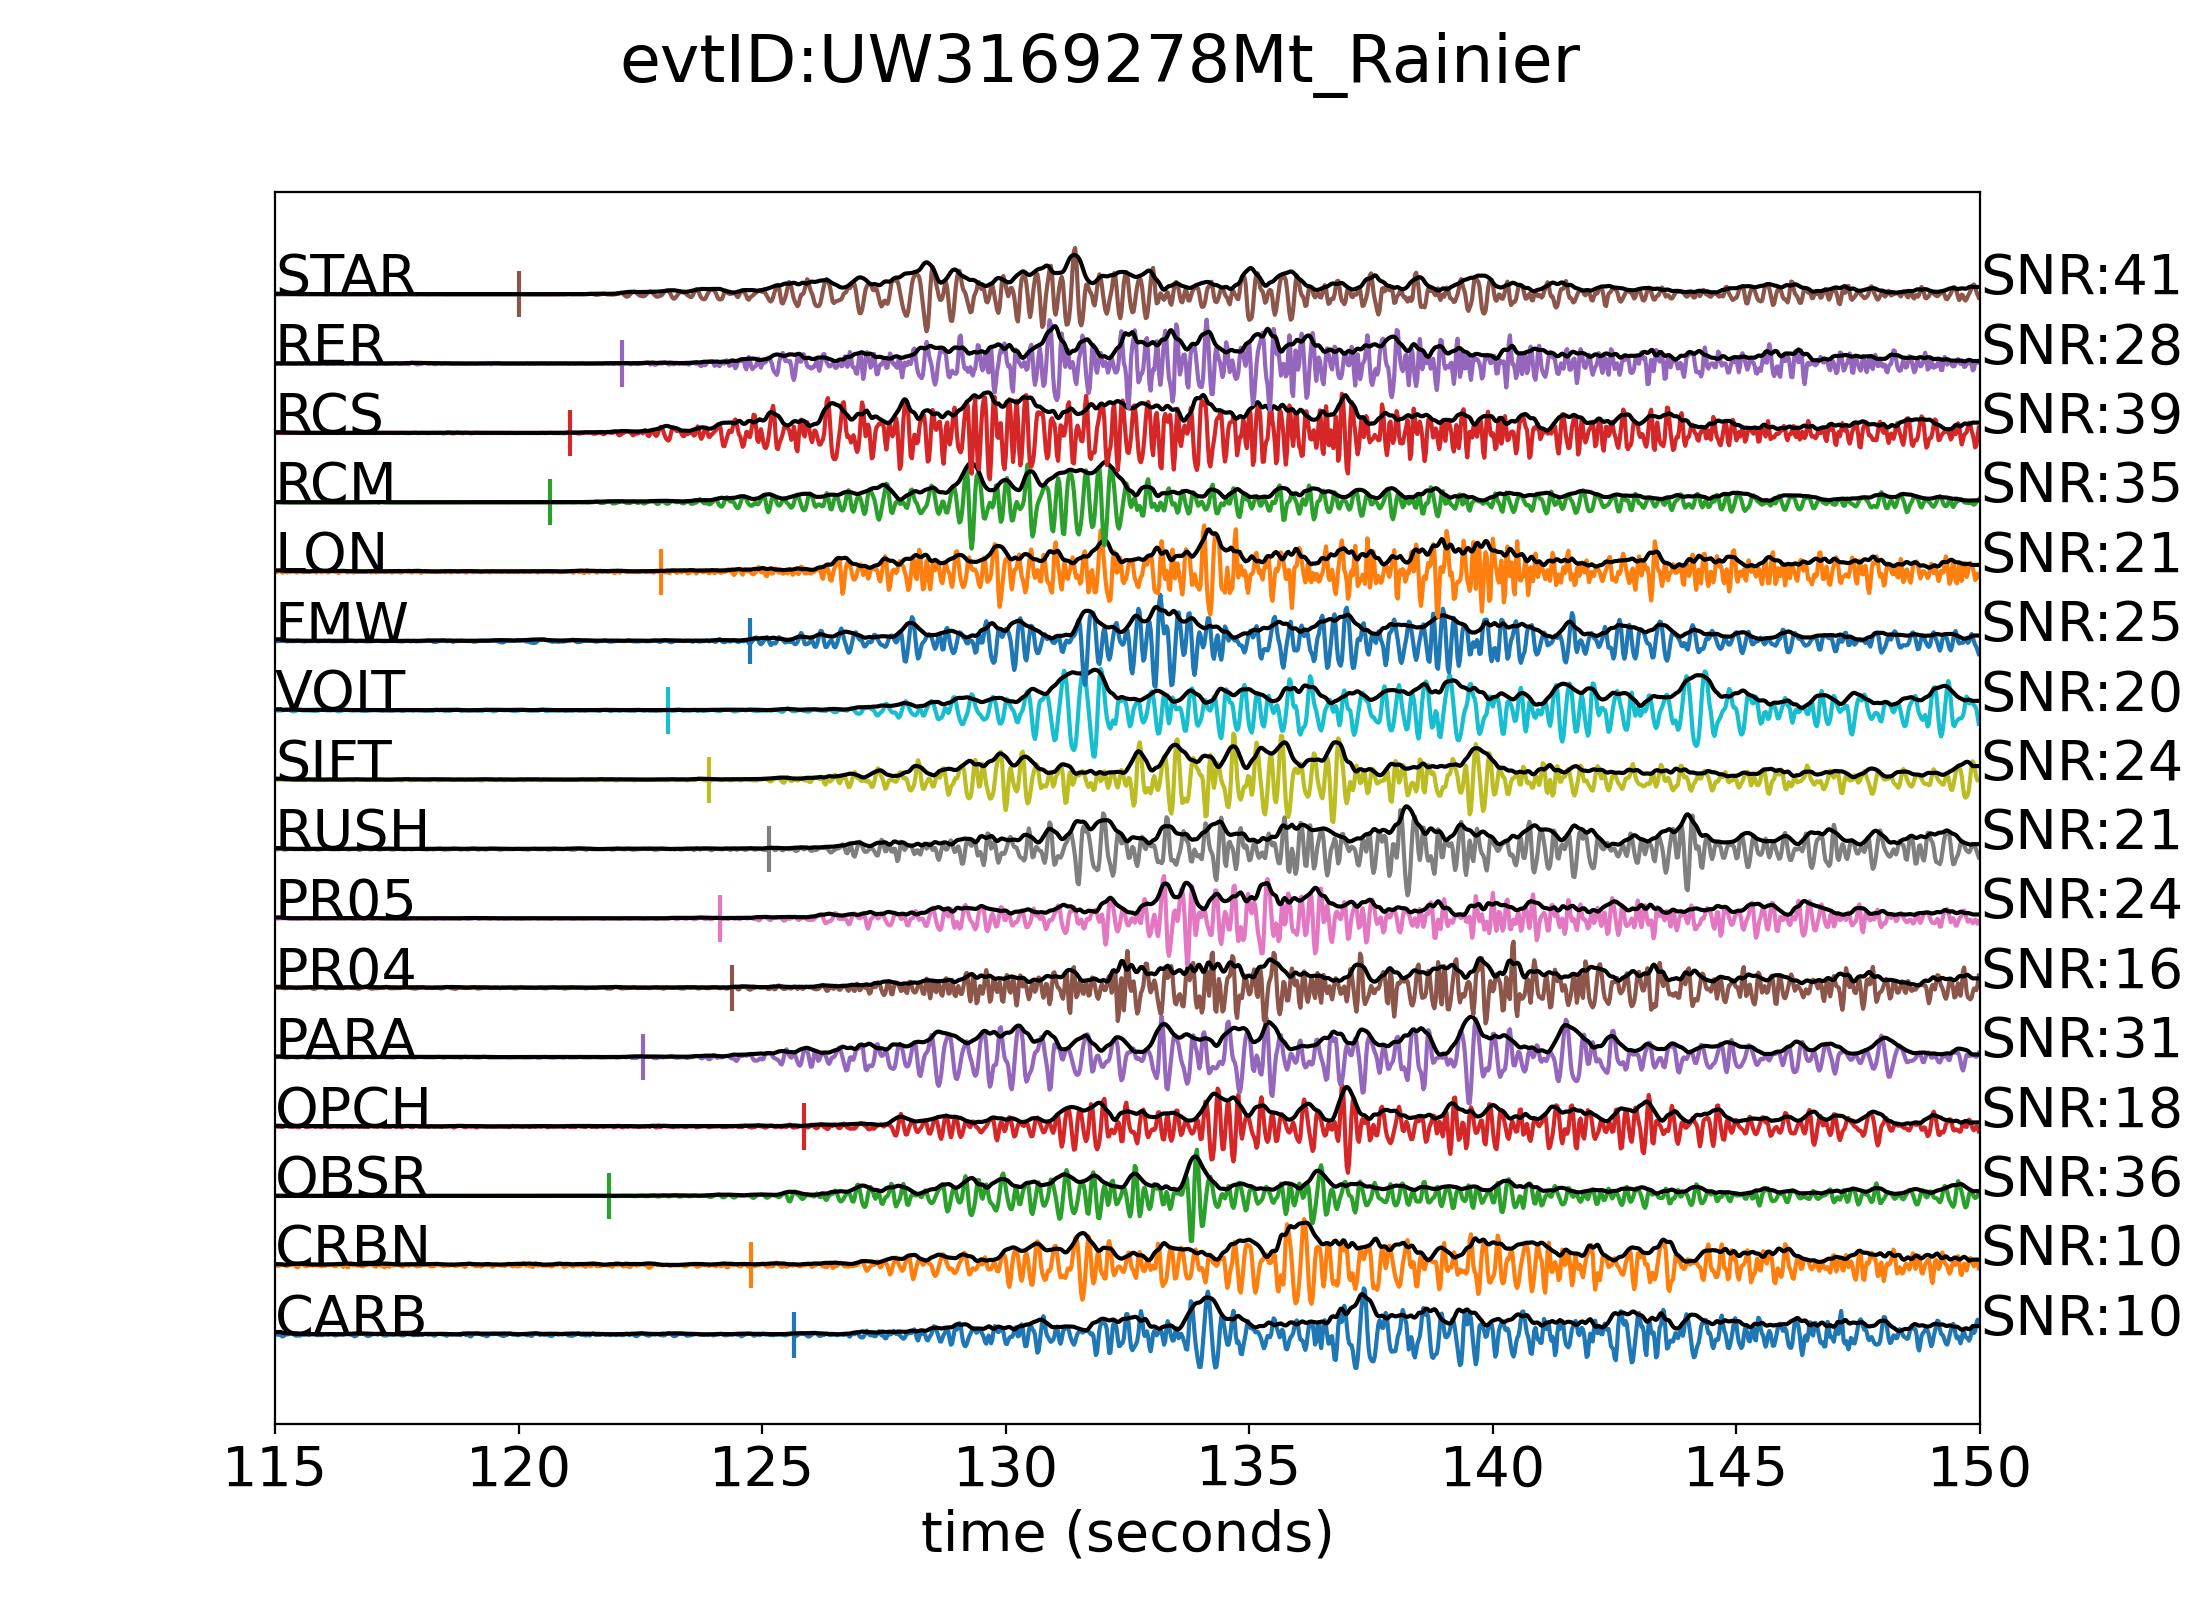 evtID:UW3169278Mt_Rainier
STAR SNR:41
RER SNR:28
RCS SNR:39
RCM SNR:35
LON SNR:21
FMW SNR:25
VOIT SNR:20
SIFT SNR:24
RUSH SNR:21
PR05 SNR:24
PR04 SNR:16
PARA SNR:31
OPCH SNR:18
OBSR SNR:36
CRBN SNR:10
CARB SNR:10
115 120 125 130 135 140 145 150
time (seconds)